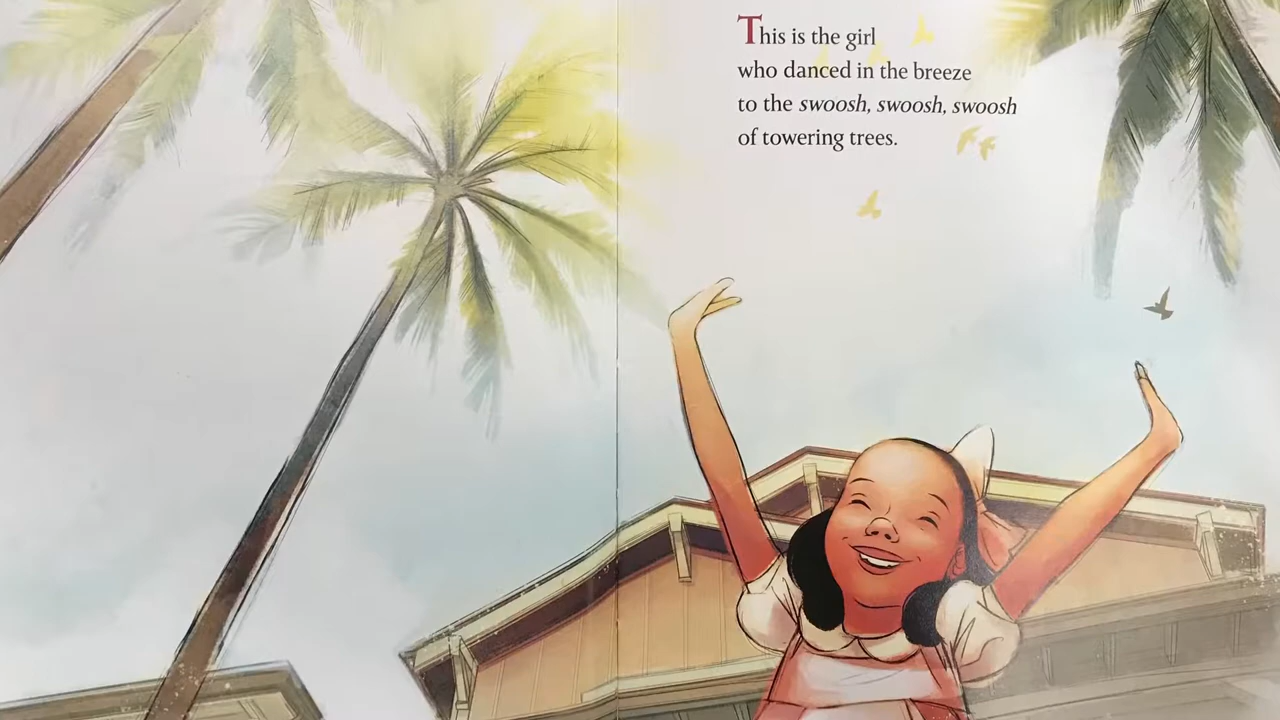 This is the girl
who danced in the breeze
to the swoosh, swoosh, swoosh
of towering trees.